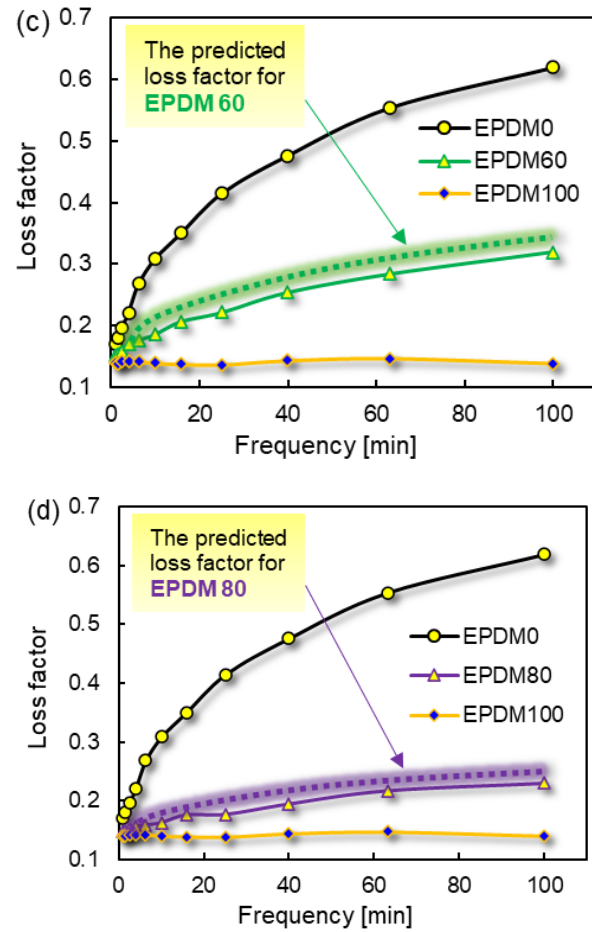 (c)
0.7
0.6
0.5
0.4
0.3
0.2
0.1
Loss factor
The predicted
loss factor for
EPDM 60
EPDM0
EPDM60
EPDM100
0 20 40 60 80 100
Frequency [min]
(d)
0.7
0.6
0.5
0.4
0.3
0.2
0.1
Loss factor
The predicted
loss factor for
EPDM 80
EPDM0
EPDM80
EPDM100
0 20 40 60 80 100
Frequency [min]